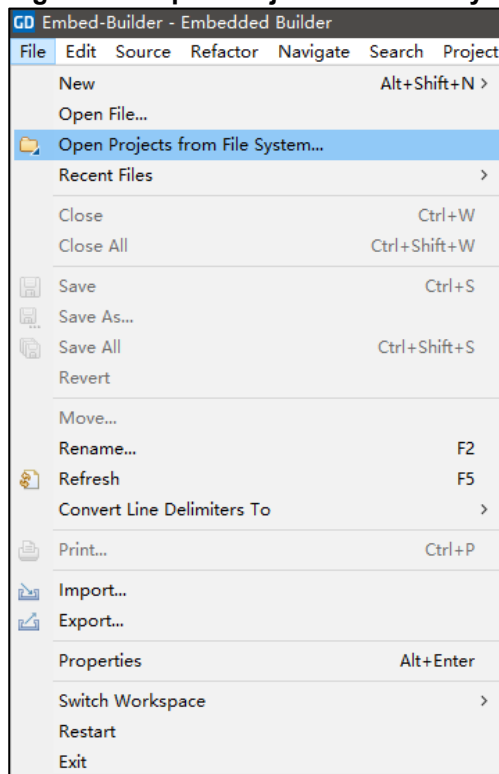 GD Embed-Builder - Embedded Builder
File Edit Source Refactor Navigate Search Project
New Alt+Shift+N >
Open File...
Open Projects from File System...
Recent Files >
Close Ctrl+W
Close All Ctrl+Shift+W
Save Ctrl+S
Save As...
Save All Ctrl+Shift+S
Revert
Move...
Rename... F2
Refresh F5
Convert Line Delimiters To >
Print... Ctrl+P
Import...
Export...
Properties Alt+Enter
Switch Workspace >
Restart
Exit